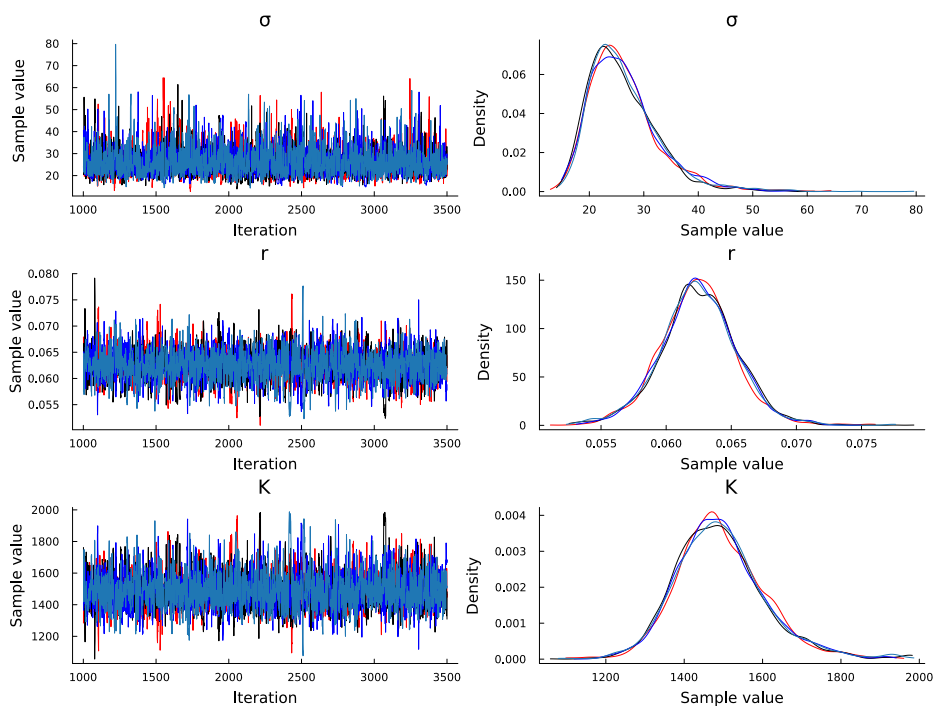 σ
Sample value
80
70
60
50
40
30
20
1000 1500 2000 2500 3000 3500
Iteration
σ
Density
0.06
0.04
0.02
0.00
20 30 40 50 60 70 80
Sample value
r
Sample value
0.080
0.075
0.070
0.065
0.060
0.055
1000 1500 2000 2500 3000 3500
Iteration
r
Density
150
100
50
0
0.055 0.060 0.065 0.070 0.075
Sample value
K
Sample value
2000
1800
1600
1400
1200
1000 1500 2000 2500 3000 3500
Iteration
K
Density
0.004
0.003
0.002
0.001
0.000
1200 1400 1600 1800 2000
Sample value